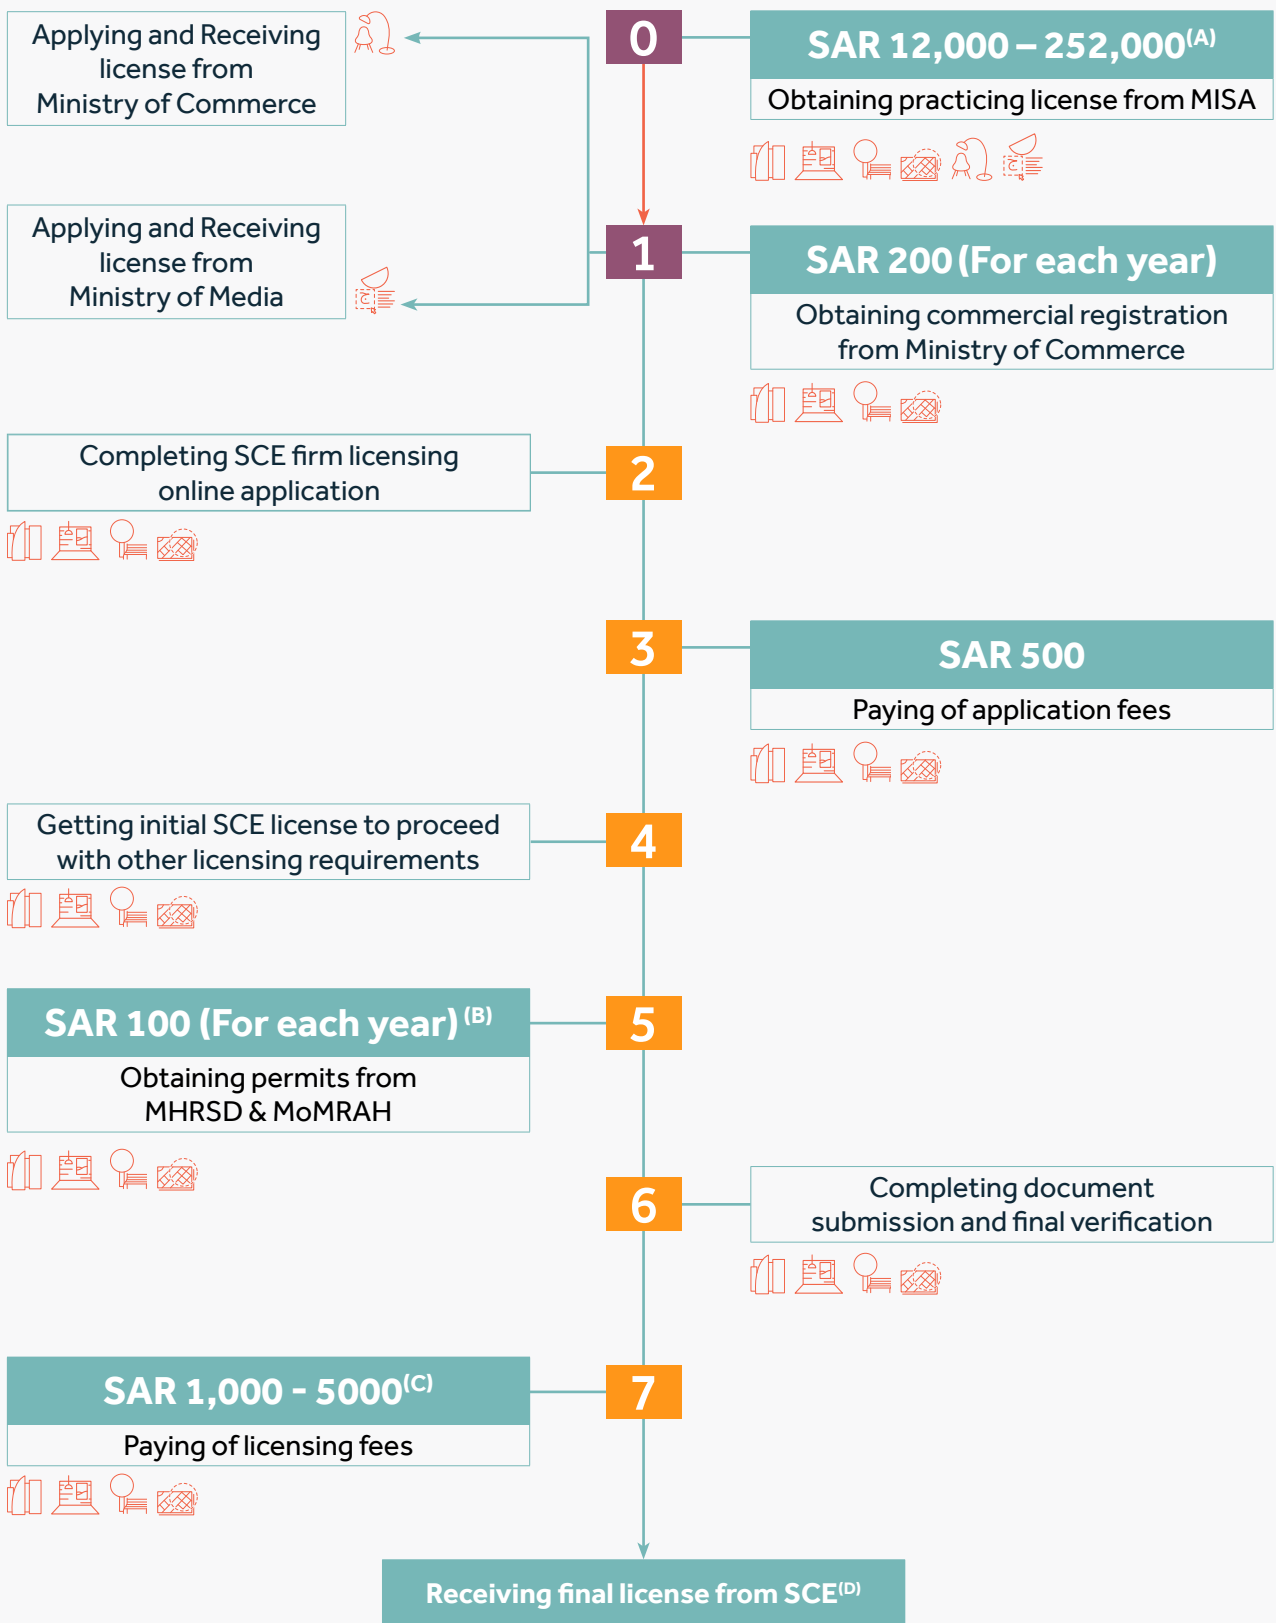 Applying and Receiving
license from
Ministry of Commerce
0
SAR 12,000 – 252,000(A)
Obtaining practicing license from MISA
Applying and Receiving
license from
Ministry of Media
1
SAR 200 (For each year)
Obtaining commercial registration
from Ministry of Commerce
Completing SCE firm licensing
online application
2
3
SAR 500
Paying of application fees
Getting initial SCE license to proceed
with other licensing requirements
4
SAR 100 (For each year) (B)
Obtaining permits from
MHRSD & MoMRAH
5
6
Completing document
submission and final verification
SAR 1,000 - 5000(C)
Paying of licensing fees
7
Receiving final license from SCE(D)